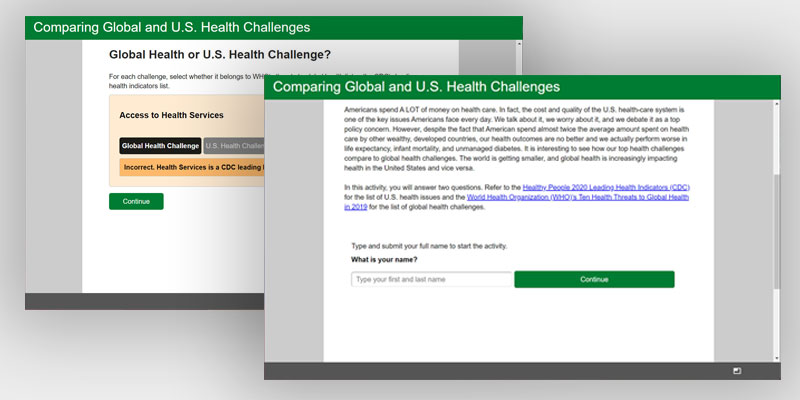 Comparing Global and U.S. Health Challenges
Global Health or U.S. Health Challenge?
For each challenge, select whether it belongs to
health indicators list.
Access to Health Services
Global Health Challenge U.S. Health
Incorrect. Health Services is a CDC leading
Continue
Comparing Global and U.S. Health Challenges
Americans spend A LOT of money on health care. In fact, the cost and quality of the U.S. health-care system is
one of the key issues Americans face every day. We talk about it, we worry about it, and we debate it as a top
policy concern. However, despite the fact that American spend almost twice the average amount spent on health
care by other wealthy, developed countries, our health outcomes are no better and we actually perform worse in
life expectancy, infant mortality, and unmanaged diabetes. It is interesting to see how our top health challenges
compare to global health challenges. The world is getting smaller, and global health is increasingly impacting
health in the United States and vice versa.
In this activity, you will answer two questions. Refer to the Healthy People 2020 Leading Health Indicators (CDC)
for the list of U.S. health issues and the World Health Organization (WHO)'s Ten Health Threats to Global Health
in 2019 for the list of global health challenges.
Type and submit your full name to start the activity.
What is your name?
Type your first and last name
Continue